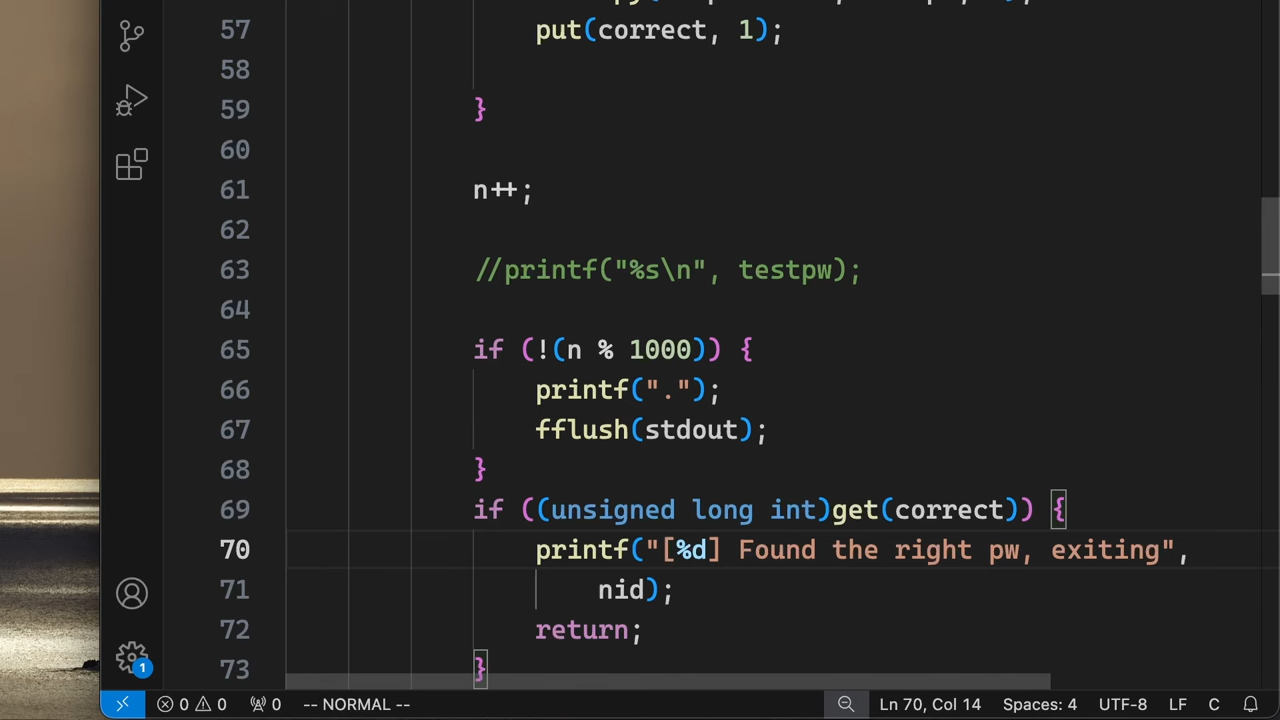 57 put(correct, 1);
58
59 }
60
61 n++;
62
63 //printf("%s\n", testpw);
64
65 if (!(n % 1000)) {
66 printf(".");
67 fflush(stdout);
68 }
69 if ((unsigned long int)get(correct)) {
70 printf("[%d] Found the right pw, exiting",
71 nid);
72 return;
73 }
1
0 0 0 -- NORMAL -- Ln 70, Col 14 Spaces: 4 UTF-8 LF C